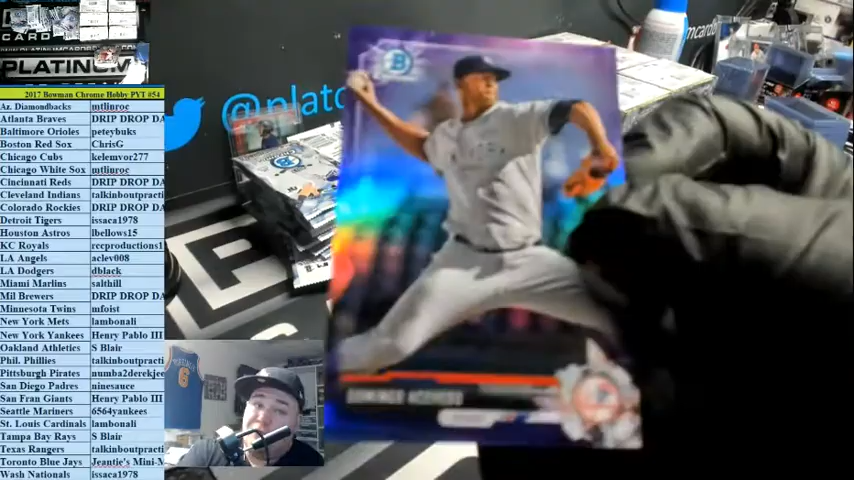 CARD
PLATINUM
2017 Bowman Chrome Hobby PYT #54
Az. Diamondbacks mtlinroc
Atlanta Braves DRIP DROP DA
Baltimore Orioles peteybuks
Boston Red Sox ChrisG
Chicago Cubs kelemvor277
Chicago White Sox mtlinroc
Cincinnati Reds DRIP DROP DA
Cleveland Indians talkinboutpracti
Colorado Rockies DRIP DROP DA
Detroit Tigers issaca1978
Houston Astros lbellows15
KC Royals rccproductions1
LA Angels aclev008
LA Dodgers dblack
Miami Marlins salthill
Mil Brewers DRIP DROP DA
Minnesota Twins mfoist
New York Mets lambonali
New York Yankees Henry Pablo III
Oakland Athletics S Blair
Phil. Phillies talkinboutpracti
Pittsburgh Pirates numba2derekjee
San Diego Padres ninesauce
San Fran Giants Henry Pablo III
Seattle Mariners 6564yankees
St. Louis Cardinals lambonali
Tampa Bay Rays S Blair
Texas Rangers talkinboutpracti
Toronto Blue Jays Jeantie's Mini-M
Wash Nationals issaca1978
@platc
B
6